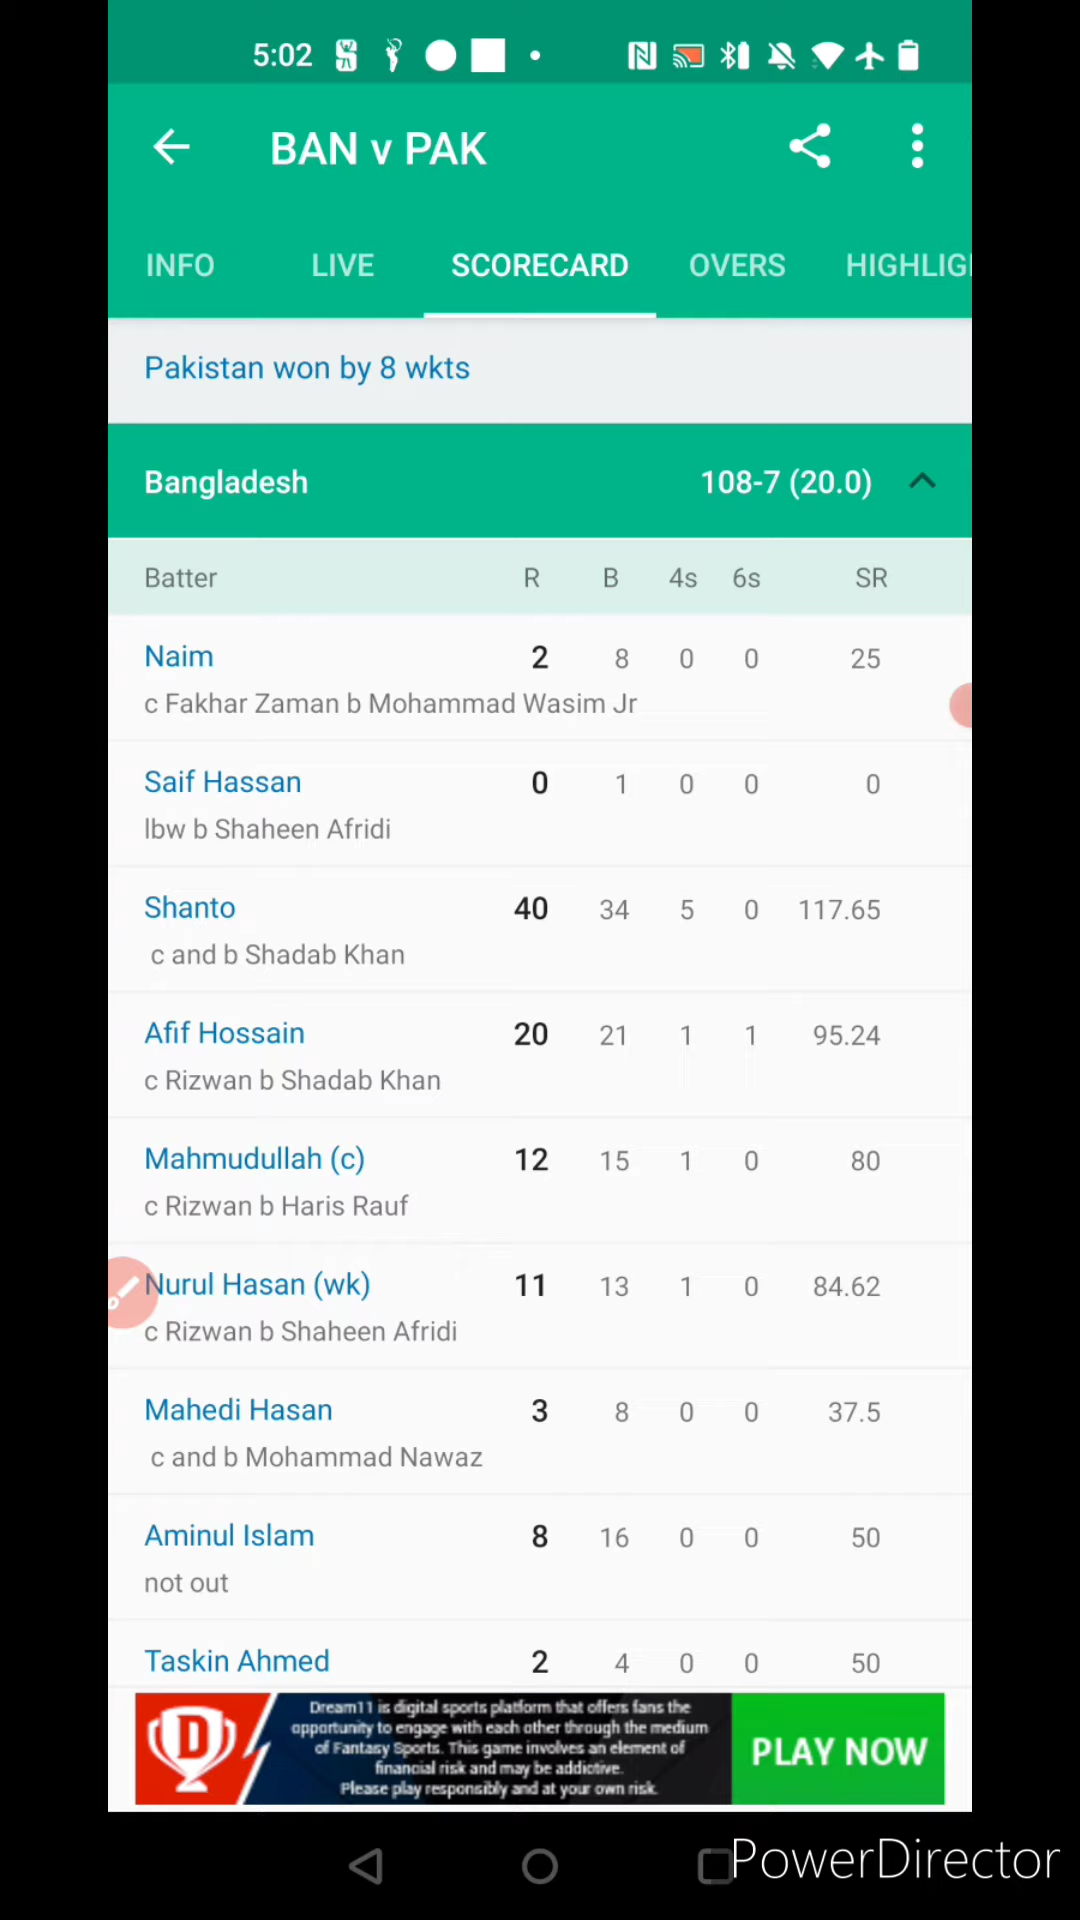 5:02
BAN v PAK
INFO LIVE SCORECARD OVERS HIGHLIG
Pakistan won by 8 wkts
Bangladesh 108-7 (20.0)
Batter R B 4s 6s SR
Naim 2 8 0 0 25
c Fakhar Zaman b Mohammad Wasim Jr
Saif Hassan 0 1 0 0 0
lbw b Shaheen Afridi
Shanto 40 34 5 0 117.65
c and b Shadab Khan
Afif Hossain 20 21 1 1 95.24
c Rizwan b Shadab Khan
Mahmudullah (c) 12 15 1 0 80
c Rizwan b Haris Rauf
Nurul Hasan (wk) 11 13 1 0 84.62
c Rizwan b Shaheen Afridi
Mahedi Hasan 3 8 0 0 37.5
c and b Mohammad Nawaz
Aminul Islam 8 16 0 0 50
not out
Taskin Ahmed 2 4 0 0 50
D
Dream11 is digital sports platform that offers fans the
opportunity to engage with each other through the medium
of Fantasy Sports. This game involves an element of
financial risk and may be addictive.
Please play responsibly and at your own risk.
PLAY NOW
PowerDirector